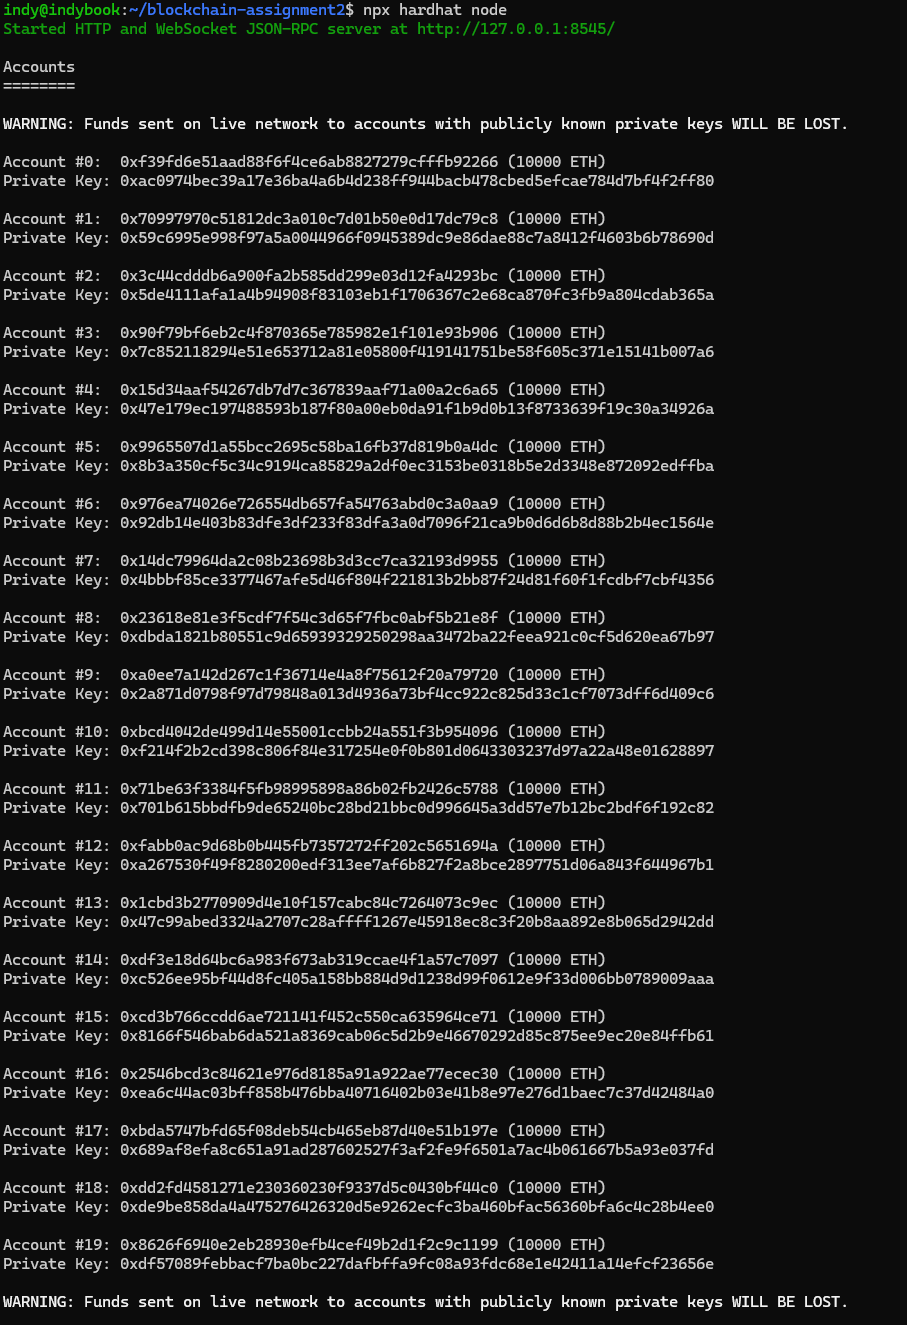 indy@indybook:~/blockchain-assignment2$ npx hardhat node
Started HTTP and WebSocket JSON-RPC server at http://127.0.0.1:8545/
Accounts
========
WARNING: Funds sent on live network to accounts with publicly known private keys WILL BE LOST.
Account #0:  0xf39fd6e51aad88f6f4ce6ab8827279cfffb92266 (10000 ETH)
Private Key: 0xac0974bec39a17e36ba4a6b4d238ff944bacb478cbed5efcae784d7bf4f2ff80
Account #1:  0x70997970c51812dc3a010c7d01b50e0d17dc79c8 (10000 ETH)
Private Key: 0x59c6995e998f97a5a0044966f0945389dc9e86dae88c7a8412f4603b6b78690d
Account #2:  0x3c44cdddb6a900fa2b585dd299e03d12fa4293bc (10000 ETH)
Private Key: 0x5de4111afa1a4b94908f83103eb1f1706367c2e68ca870fc3fb9a804cdab365a
Account #3:  0x90f79bf6eb2c4f870365e785982e1f101e93b906 (10000 ETH)
Private Key: 0x7c852118294e51e653712a81e05800f419141751be58f605c371e15141b007a6
Account #4:  0x15d34aaf54267db7d7c367839aaf71a00a2c6a65 (10000 ETH)
Private Key: 0x47e179ec197488593b187f80a00eb0da91f1b9d0b13f8733639f19c30a34926a
Account #5:  0x9965507d1a55bcc2695c58ba16fb37d819b0a4dc (10000 ETH)
Private Key: 0x8b3a350cf5c34c9194ca85829a2df0ec3153be0318b5e2d3348e872092edffba
Account #6:  0x976ea74026e726554db657fa54763abd0c3a0aa9 (10000 ETH)
Private Key: 0x92db14e403b83dfe3df233f83dfa3a0d7096f21ca9b0d6d6b8d88b2b4ec1564e
Account #7:  0x14dc79964da2c08b23698b3d3cc7ca32193d9955 (10000 ETH)
Private Key: 0x4bbbf85ce3377467afe5d46f804f221813b2bb87f24d81f60f1fcdbf7cbf4356
Account #8:  0x23618e81e3f5cdf7f54c3d65f7fbc0abf5b21e8f (10000 ETH)
Private Key: 0xdbda1821b80551c9d65939329250298aa3472ba22feea921c0cf5d620ea67b97
Account #9:  0xa0ee7a142d267c1f36714e4a8f75612f20a79720 (10000 ETH)
Private Key: 0x2a871d0798f97d79848a013d4936a73bf4cc922c825d33c1cf7073dff6d409c6
Account #10: 0xbcd4042de499d14e55001ccbb24a551f3b954096 (10000 ETH)
Private Key: 0xf214f2b2cd398c806f84e317254e0f0b801d0643303237d97a22a48e01628897
Account #11: 0x71be63f3384f5fb98995898a86b02fb2426c5788 (10000 ETH)
Private Key: 0x701b615bbdfb9de65240bc28bd21bbc0d996645a3dd57e7b12bc2bdf6f192c82
Account #12: 0xfabb0ac9d68b0b445fb7357272ff202c5651694a (10000 ETH)
Private Key: 0xa267530f49f8280200edf313ee7af6b827f2a8bce2897751d06a843f644967b1
Account #13: 0x1cbd3b2770909d4e10f157cabc84c7264073c9ec (10000 ETH)
Private Key: 0x47c99abed3324a2707c28affff1267e45918ec8c3f20b8aa892e8b065d2942dd
Account #14: 0xdf3e18d64bc6a983f673ab319ccae4f1a57c7097 (10000 ETH)
Private Key: 0xc526ee95bf44d8fc405a158bb884d9d1238d99f0612e9f33d006bb0789009aaa
Account #15: 0xcd3b766ccdd6ae721141f452c550ca635964ce71 (10000 ETH)
Private Key: 0x8166f546bab6da521a8369cab06c5d2b9e46670292d85c875ee9ec20e84ffb61
Account #16: 0x2546bcd3c84621e976d8185a91a922ae77ecec30 (10000 ETH)
Private Key: 0xea6c44ac03bff858b476bba40716402b03e41b8e97e276d1baec7c37d42484a0
Account #17: 0xbda5747bfd65f08deb54cb465eb87d40e51b197e (10000 ETH)
Private Key: 0x689af8efa8c651a91ad287602527f3af2fe9f6501a7ac4b061667b5a93e037fd
Account #18: 0xdd2fd4581271e230360230f9337d5c0430bf44c0 (10000 ETH)
Private Key: 0xde9be858da4a475276426320d5e9262ecfc3ba460bfac56360bfa6c4c28b4ee0
Account #19: 0x8626f6940e2eb28930efb4cef49b2d1f2c9c1199 (10000 ETH)
Private Key: 0xdf57089febbacf7ba0bc227dafbffa9fc08a93fdc68e1e42411a14efcf23656e
WARNING: Funds sent on live network to accounts with publicly known private keys WILL BE LOST.